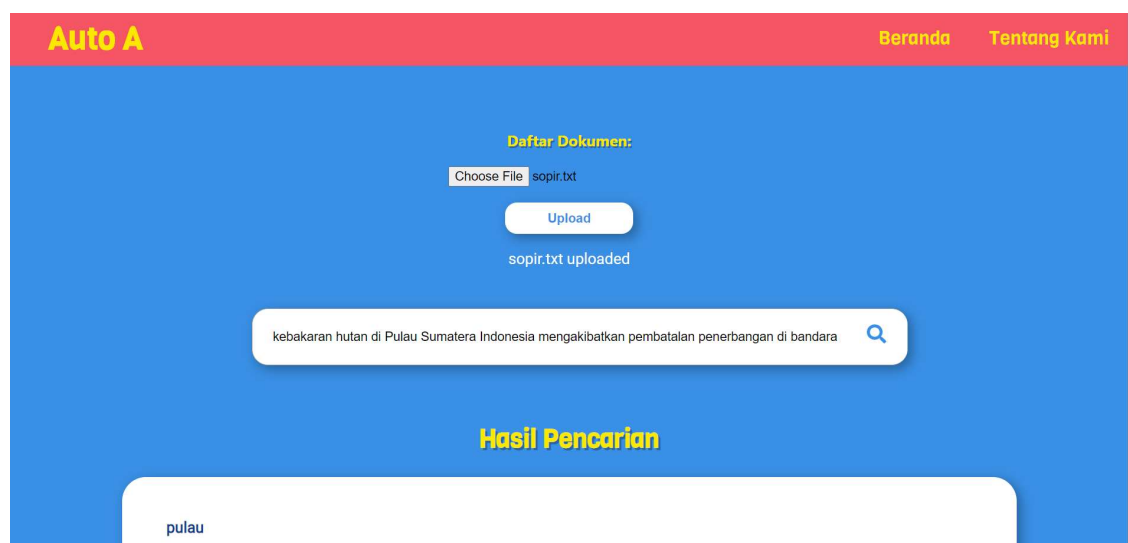 Auto A Beranda Tentang Kami
Daftar Dokumen:
Choose File sopir.txt
Upload
sopir.txt uploaded
kebakaran hutan di Pulau Sumatera Indonesia mengakibatkan pembatalan penerbangan di bandara
Hasil Pencarian
pulau